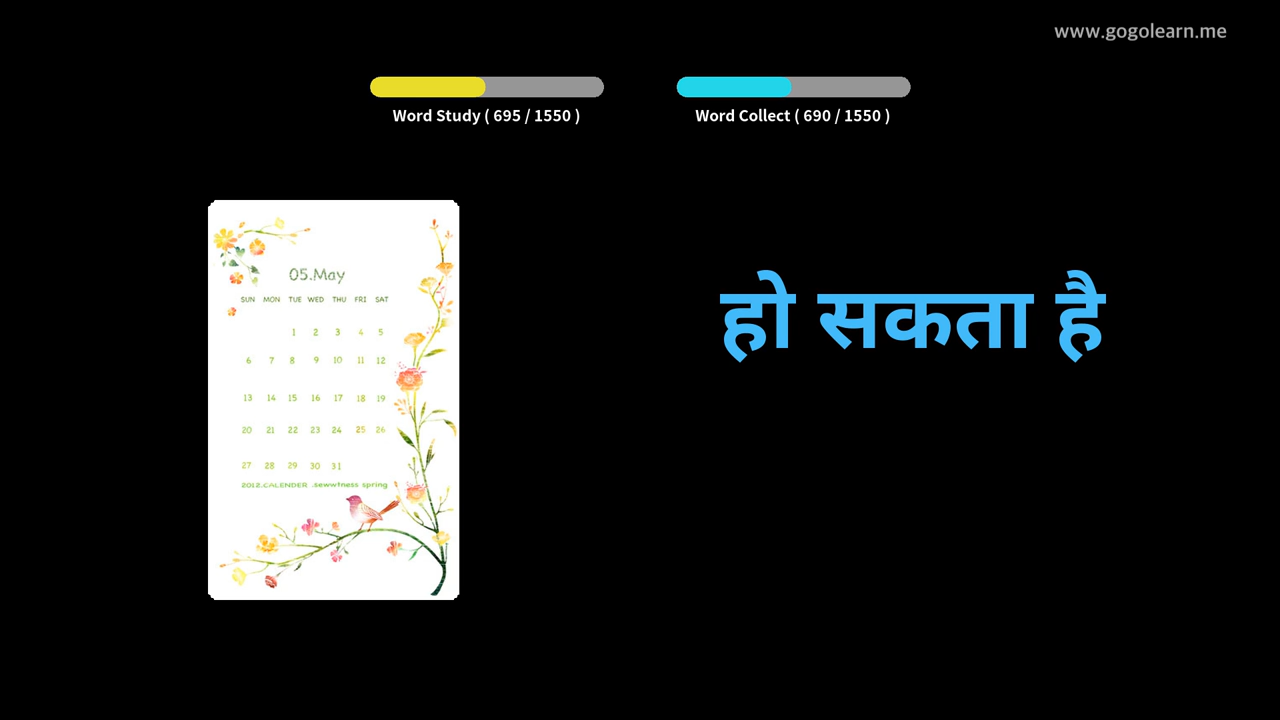 www.gogolearn.me
Word Study ( 695 / 1550 )
Word Collect ( 690 / 1550 )
05.May
SUN MON TUE WED THU FRI SAT
1 2 3 4 5
6 7 8 9 10 11 12
13 14 15 16 17 18 19
20 21 22 23 24 25 26
27 28 29 30 31
2012.CALENDER .sewwtness spring
हो सकता है